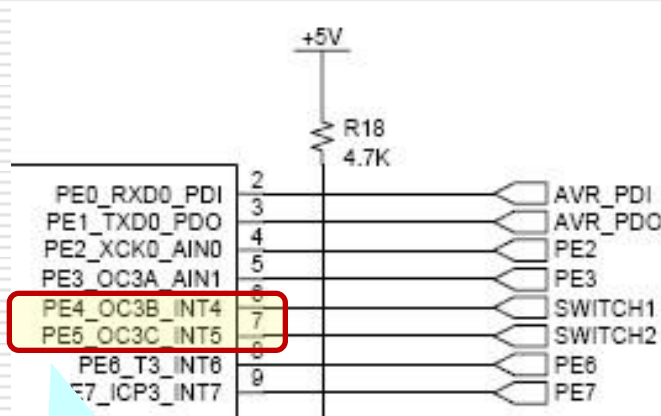 +5V
R18
4.7K
PE0_RXD0_PDI 2 AVR_PDI
PE1_TXD0_PDO 3 AVR_PDO
PE2_XCK0_AIN0 4 PE2
PE3_OC3A_AIN1 5 PE3
PE4_OC3B_INT4 6 SWITCH1
PE5_OC3C_INT5 7 SWITCH2
PE6_T3_INT6 8 PE6
E7_ICP3_INT7 9 PE7